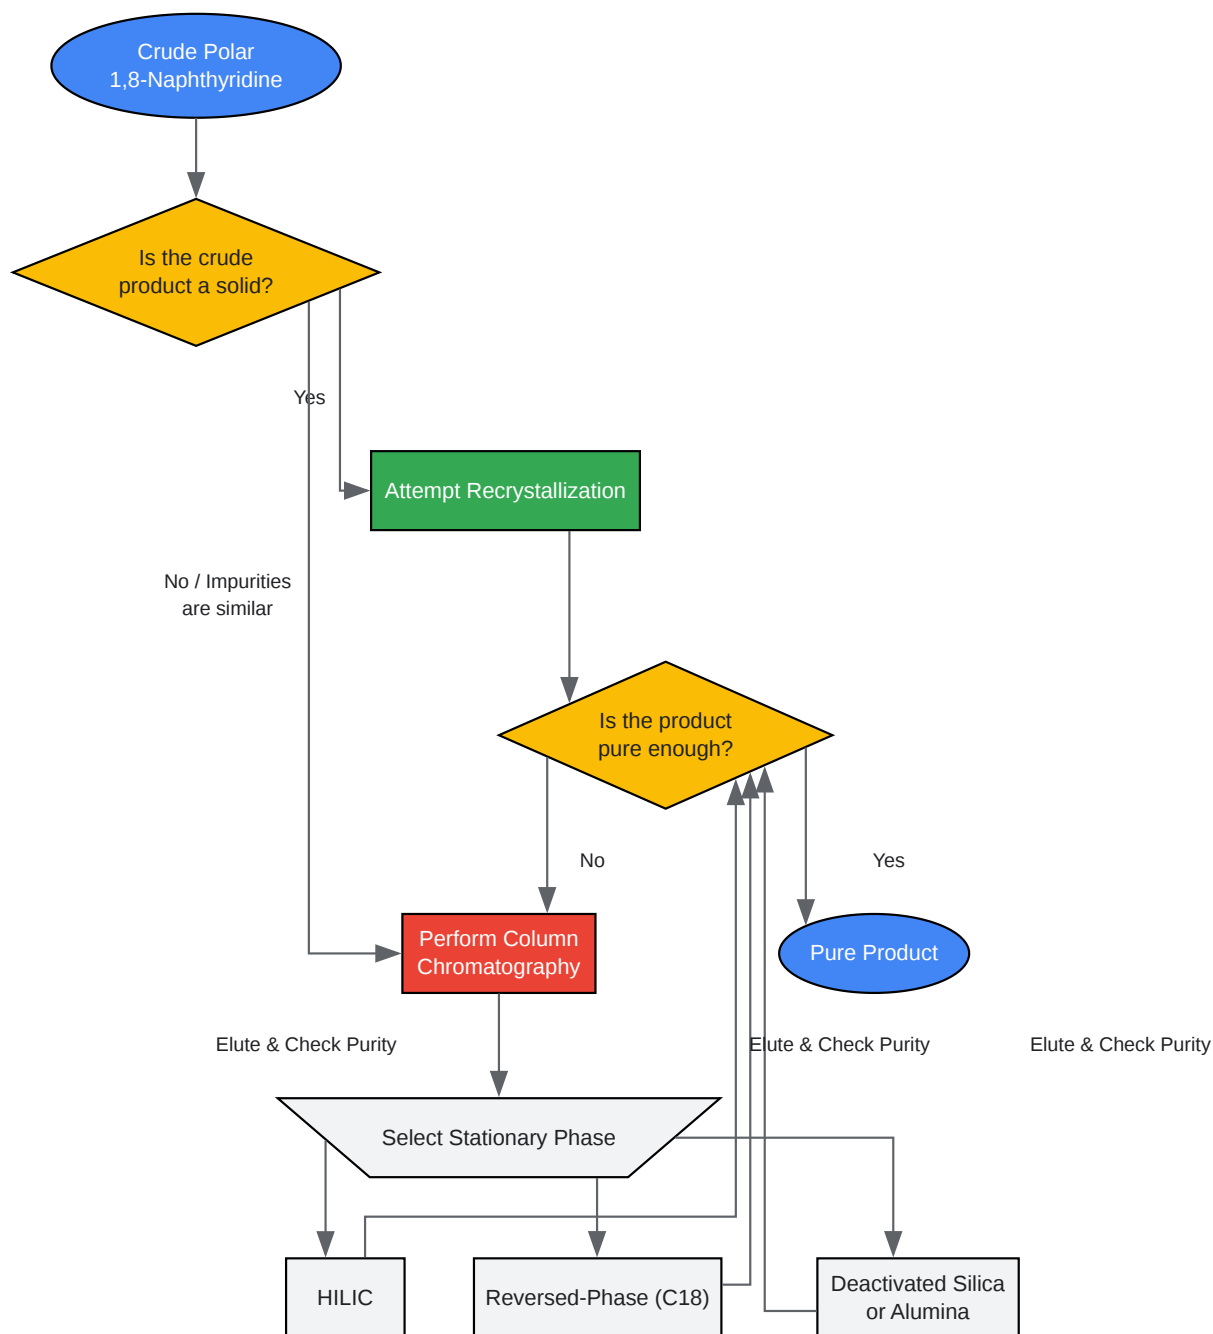 Crude Polar
1,8-Naphthyridine
Is the crude
product a solid?
Yes
Attempt Recrystallization
No / Impurities
are similar
Is the product
pure enough?
No
Yes
Perform Column
Chromatography
Pure Product
Elute & Check Purity
Elute & Check Purity
Elute & Check Purity
Select Stationary Phase
HILIC
Reversed-Phase (C18)
Deactivated Silica
or Alumina